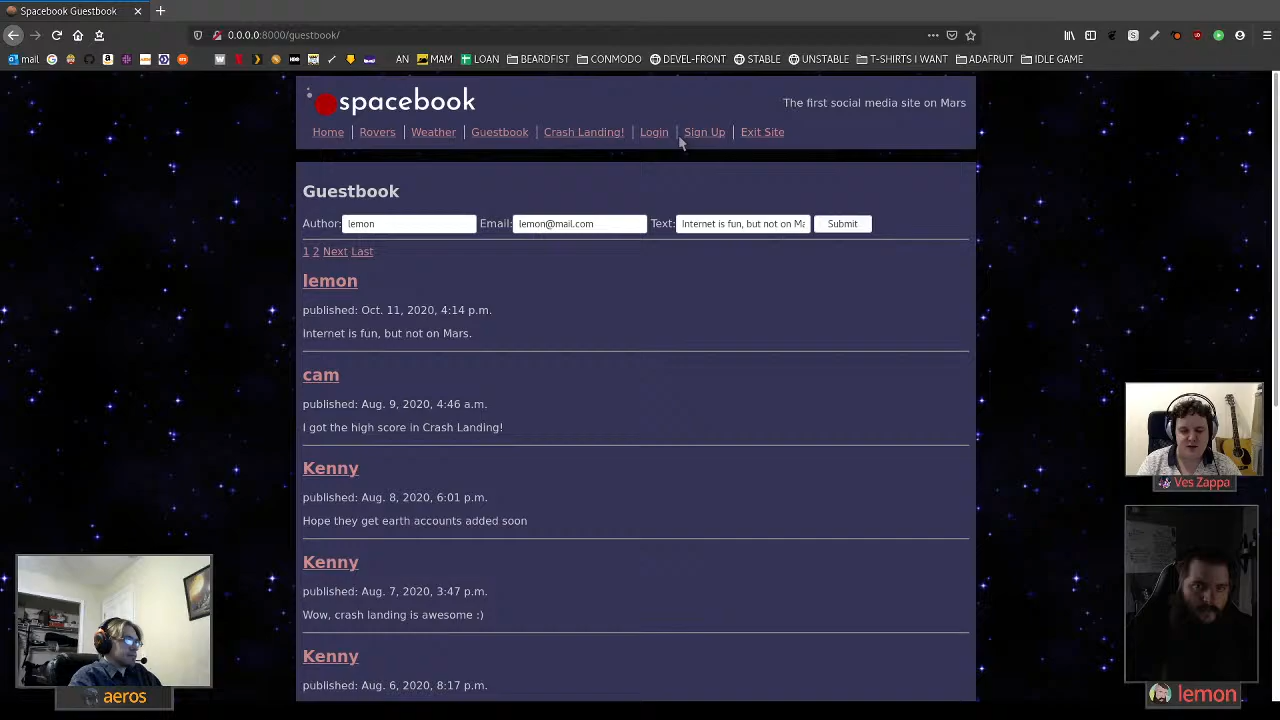 Spacebook Guestbook
0.0.0.0:8000/guestbook/
mail
AN MAM LOAN BEARDFIST CONMODO DEVEL-FRONT STABLE UNSTABLE T-SHIRTS I WANT ADAFRUIT IDLE GAME
spacebook
The first social media site on Mars
Home Rovers Weather Guestbook Crash Landing! Login Sign Up Exit Site
Guestbook
Author: lemon Email: lemon@mail.com Text: Internet is fun, but not on Ma Submit
1 2 Next Last
lemon
published: Oct. 11, 2020, 4:14 p.m.
Internet is fun, but not on Mars.
cam
published: Aug. 9, 2020, 4:46 a.m.
I got the high score in Crash Landing!
Kenny
published: Aug. 8, 2020, 6:01 p.m.
Hope they get earth accounts added soon
Kenny
published: Aug. 7, 2020, 3:47 p.m.
Wow, crash landing is awesome :)
Kenny
published: Aug. 6, 2020, 8:17 p.m.
Ves Zappa
aeros
lemon